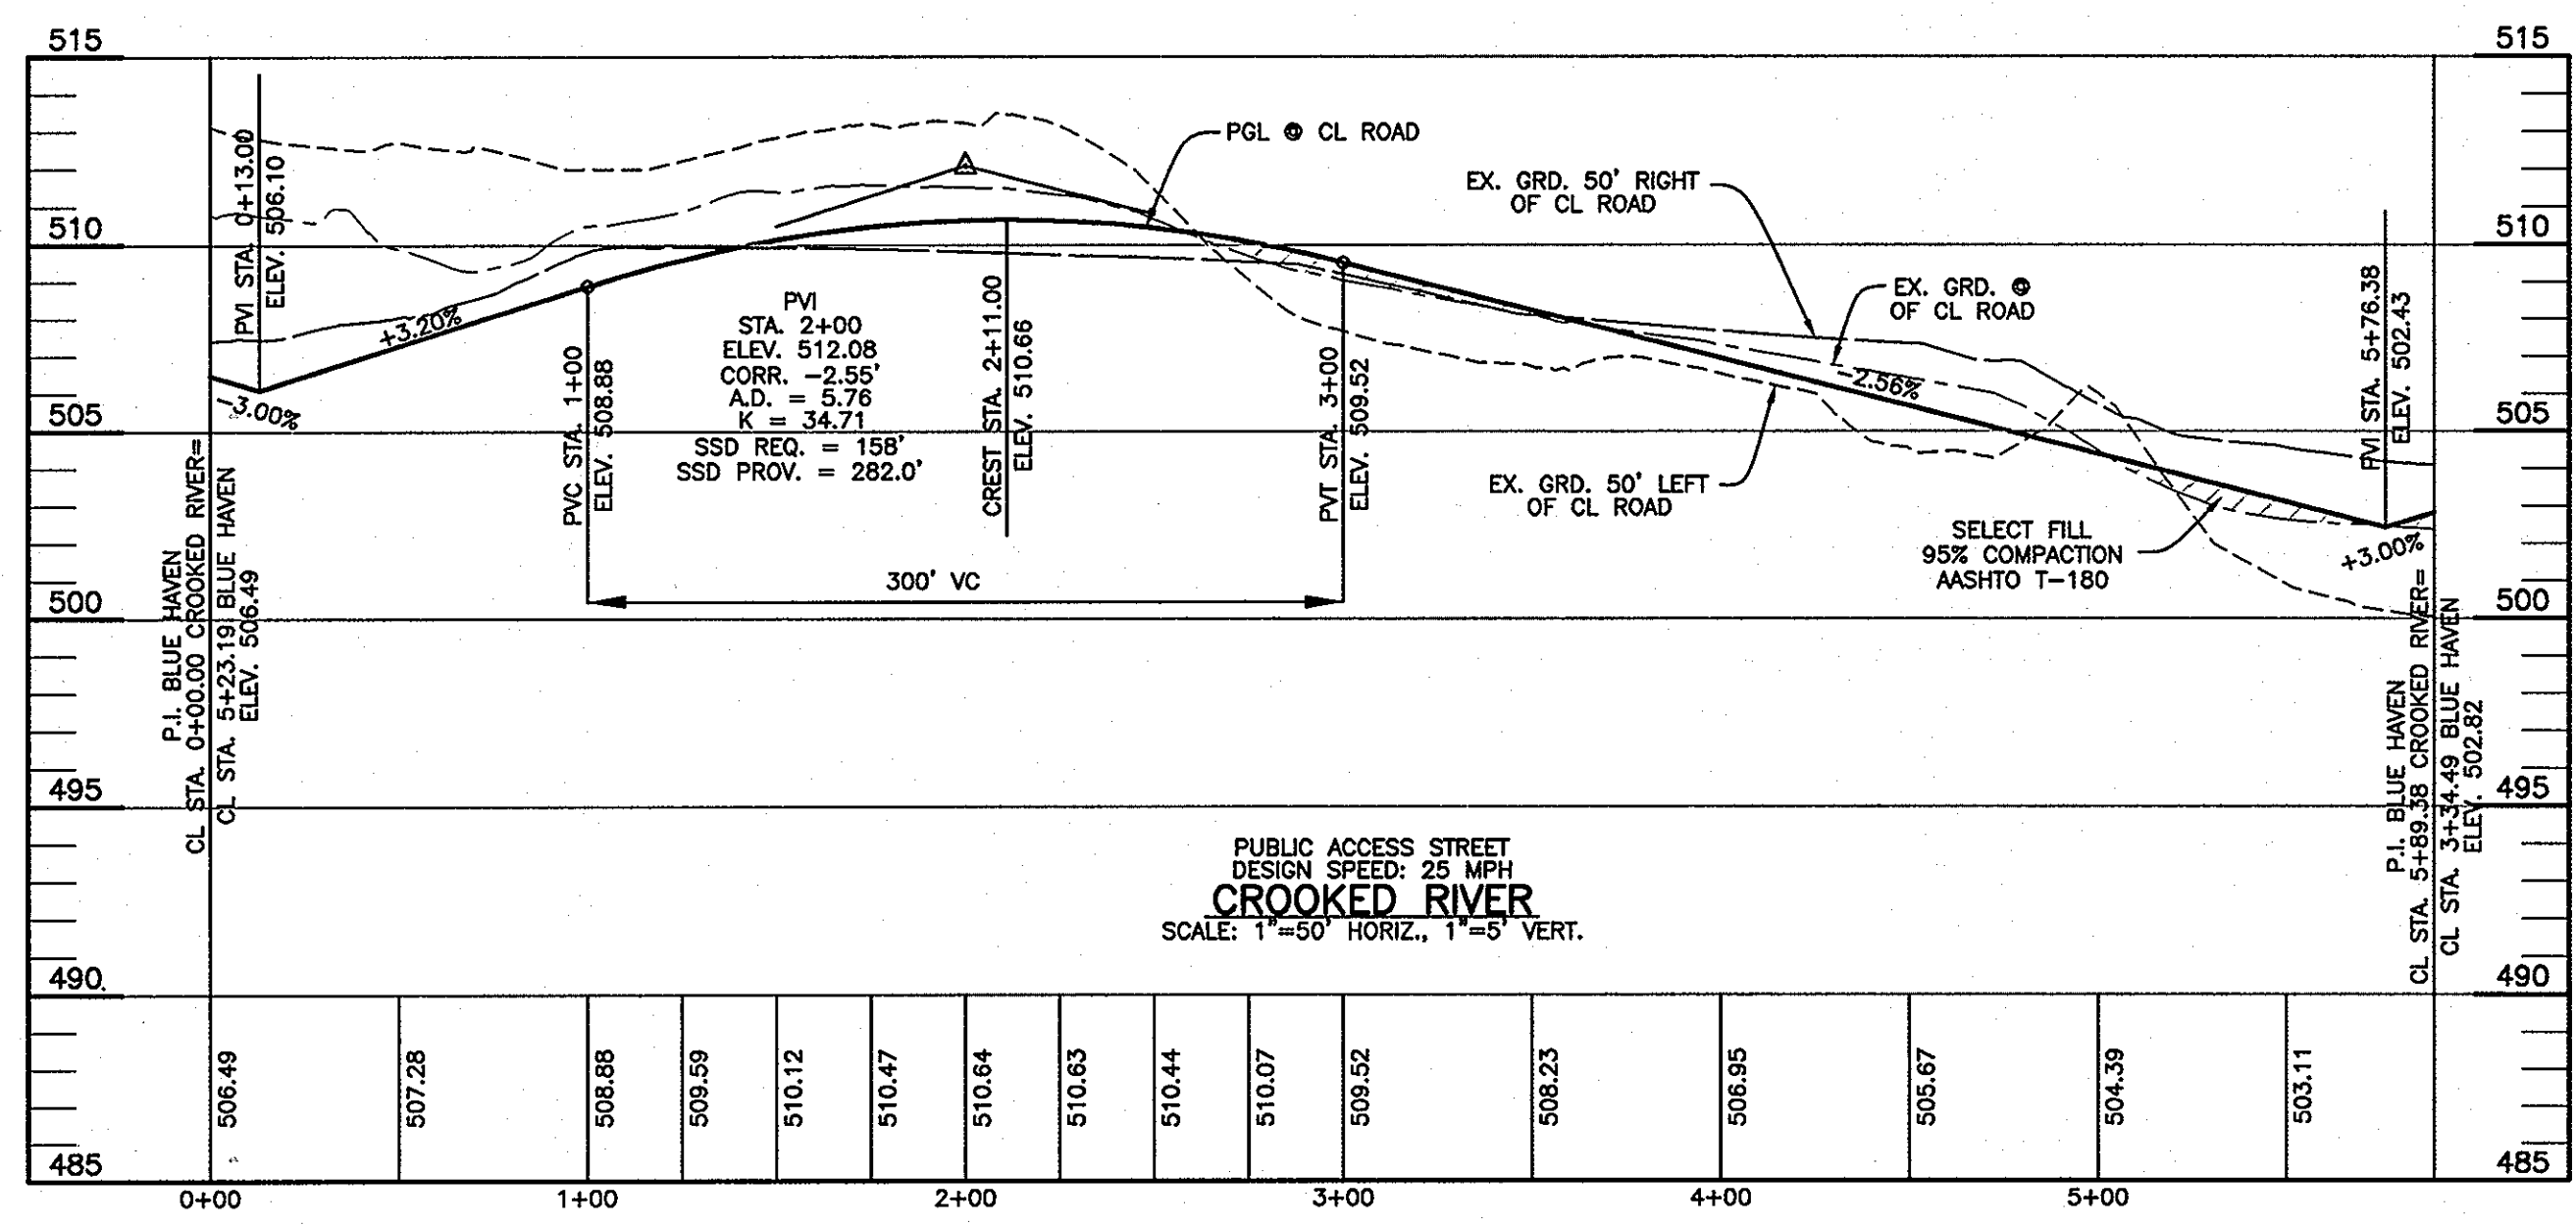 515
510
505
500
495
490
485
515
510
505
500
495
490
485
PVI STA. 0+13.00
ELEV. 506.10
-3.00%
+3.20%
P.I. BLUE HAVEN
CL STA. 0+00.00 CROOKED RIVER=
CL STA. 5+23.19 BLUE HAVEN
ELEV. 506.49
PVC STA. 1+00
ELEV. 508.88
PVI
STA. 2+00
ELEV. 512.08
CORR. -2.55'
A.D. = 5.76
K = 34.71
SSD REQ. = 158'
SSD PROV. = 282.0'
CREST STA. 2+11.00
ELEV. 510.66
PVT STA. 3+00
ELEV. 509.52
300' VC
PGL @ CL ROAD
EX. GRD. 50' RIGHT
OF CL ROAD
EX. GRD. @
OF CL ROAD
-2.56%
EX. GRD. 50' LEFT
OF CL ROAD
SELECT FILL
95% COMPACTION
AASHTO T-180
PVI STA. 5+76.38
ELEV. 502.43
+3.00%
P.I. BLUE HAVEN
CL STA. 5+89.38 CROOKED RIVER=
CL STA. 3+34.49 BLUE HAVEN
ELEV. 502.82
PUBLIC ACCESS STREET
DESIGN SPEED: 25 MPH
CROOKED RIVER
SCALE: 1"=50' HORIZ., 1"=5' VERT.
506.49
507.28
508.88
509.59
510.12
510.47
510.64
510.63
510.44
510.07
509.52
508.23
506.95
505.67
504.39
503.11
0+00
1+00
2+00
3+00
4+00
5+00